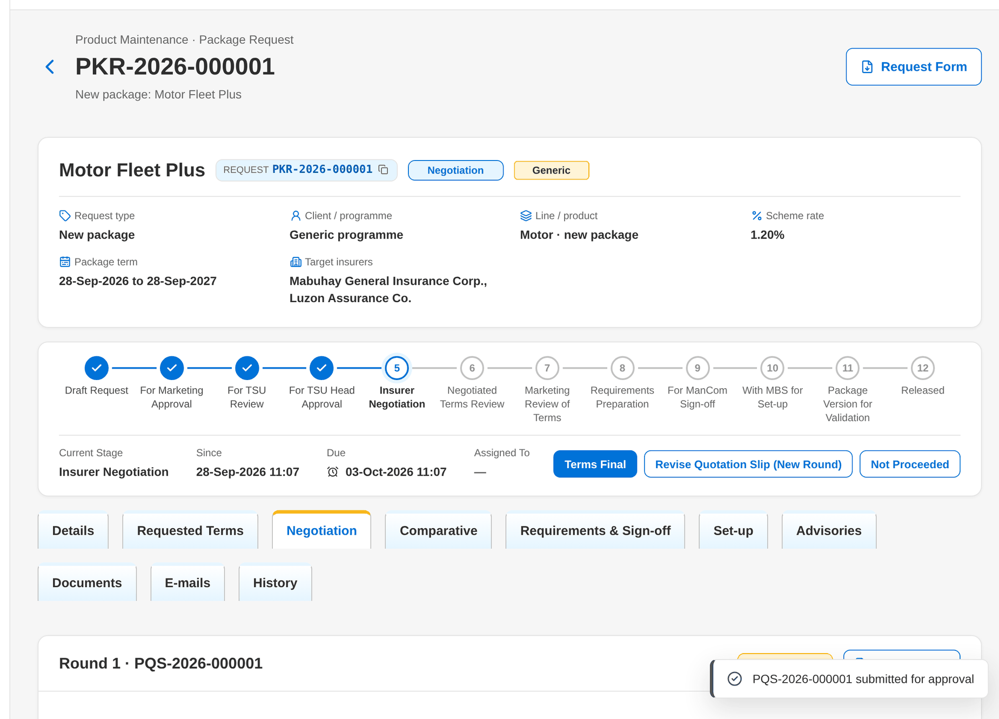 Product Maintenance · Package Request
PKR-2026-000001
New package: Motor Fleet Plus
Request Form
Motor Fleet Plus
REQUEST PKR-2026-000001
Negotiation
Generic
Request type
New package
Client / programme
Generic programme
Line / product
Motor · new package
Scheme rate
1.20%
Package term
28-Sep-2026 to 28-Sep-2027
Target insurers
Mabuhay General Insurance Corp.,
Luzon Assurance Co.
Draft Request
For Marketing
Approval
For TSU
Review
For TSU Head
Approval
5
Insurer
Negotiation
6
Negotiated
Terms Review
7
Marketing
Review of
Terms
8
Requirements
Preparation
9
For ManCom
Sign-off
10
With MBS for
Set-up
11
Package
Version for
Validation
12
Released
Current Stage
Insurer Negotiation
Since
28-Sep-2026 11:07
Due
03-Oct-2026 11:07
Assigned To
—
Terms Final
Revise Quotation Slip (New Round)
Not Proceeded
Details
Requested Terms
Negotiation
Comparative
Requirements & Sign-off
Set-up
Advisories
Documents
E-mails
History
Round 1 · PQS-2026-000001
PQS-2026-000001 submitted for approval